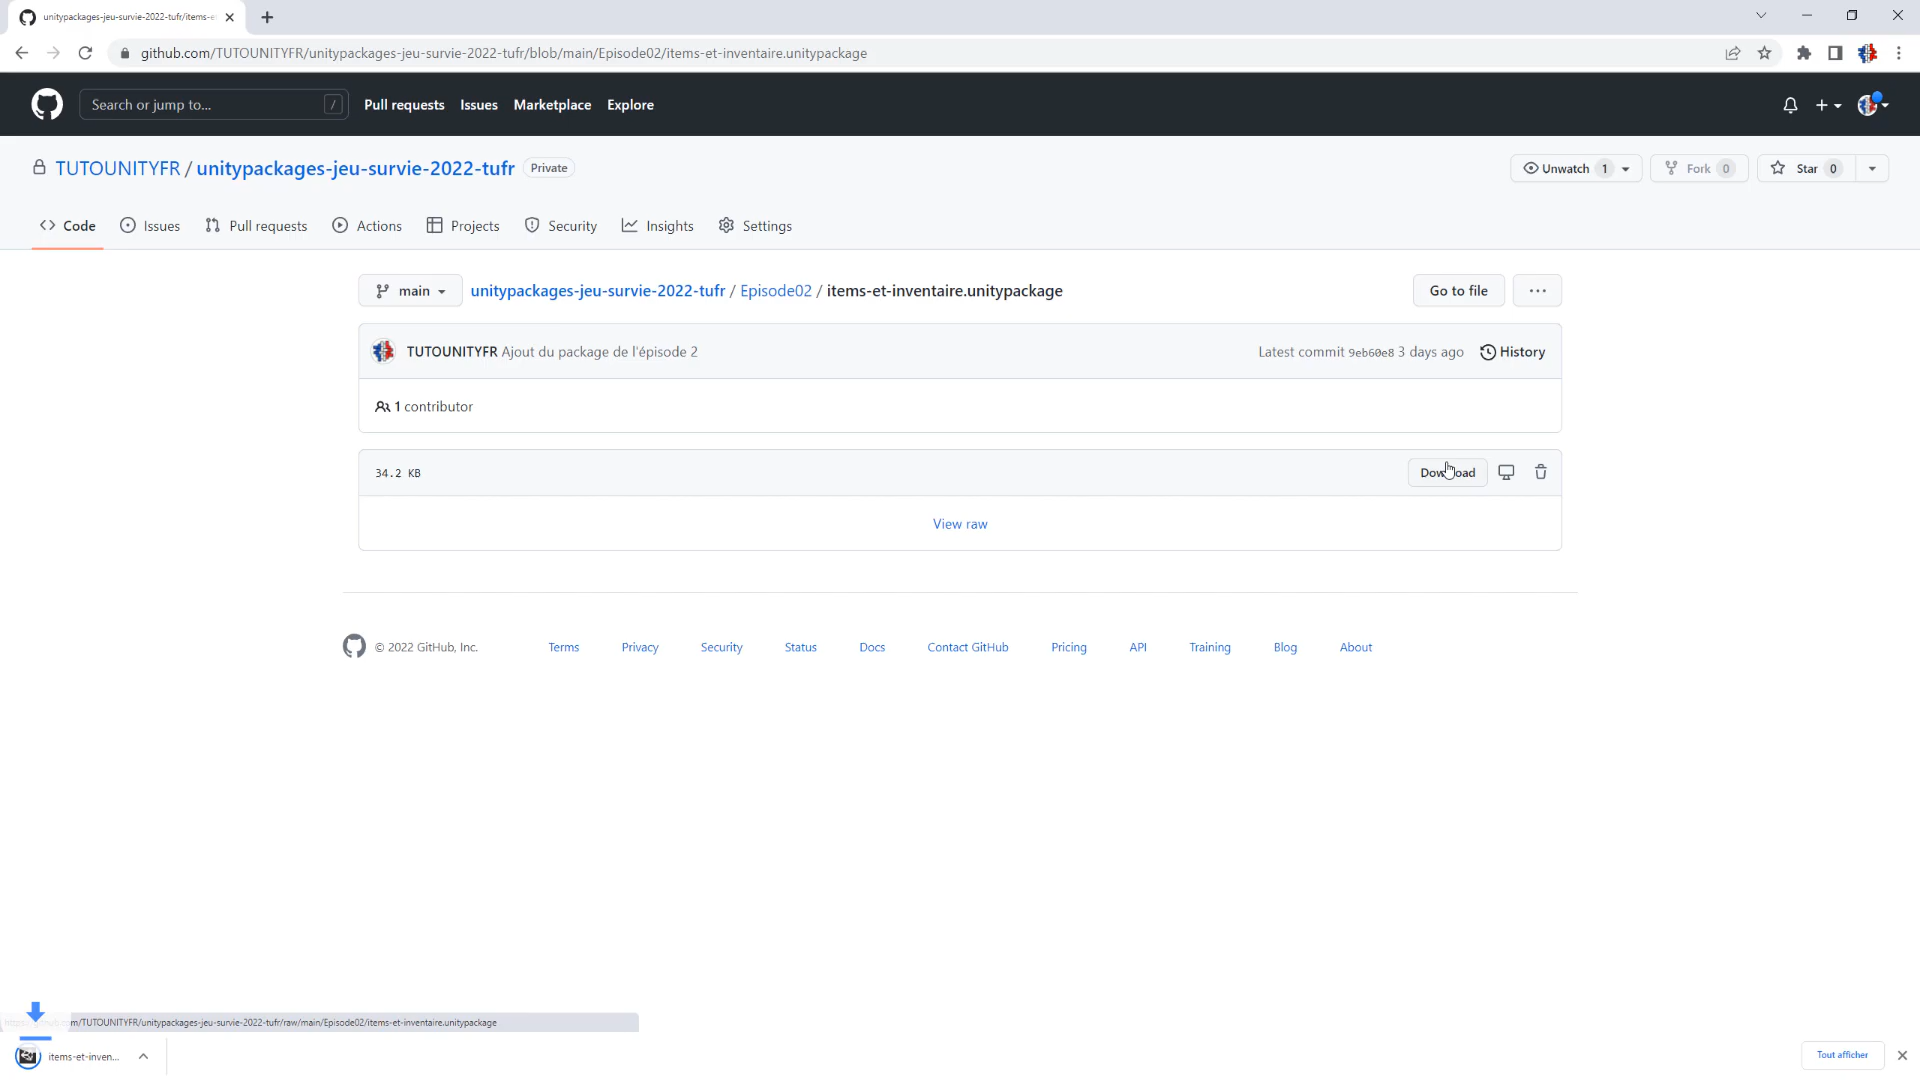 unitypackages-jeu-survie-2022-tufr/items-e
github.com/TUTOUNITYFR/unitypackages-jeu-survie-2022-tufr/blob/main/Episode02/items-et-inventaire.unitypackage
Search or jump to... /
Pull requests Issues Marketplace Explore
TUTOUNITYFR / unitypackages-jeu-survie-2022-tufr Private
Unwatch 1 Fork 0 Star 0
Code Issues Pull requests Actions Projects Security Insights Settings
main unitypackages-jeu-survie-2022-tufr / Episode02 / items-et-inventaire.unitypackage Go to file ...
TUTOUNITYFR Ajout du package de l'épisode 2 Latest commit 9eb60e8 3 days ago History
1 contributor
34.2 KB Download
View raw
© 2022 GitHub, Inc. Terms Privacy Security Status Docs Contact GitHub Pricing API Training Blog About
m/TUTOUNITYFR/unitypackages-jeu-survie-2022-tufr/raw/main/Episode02/items-et-inventaire.unitypackage
items-et-inven... Tout afficher